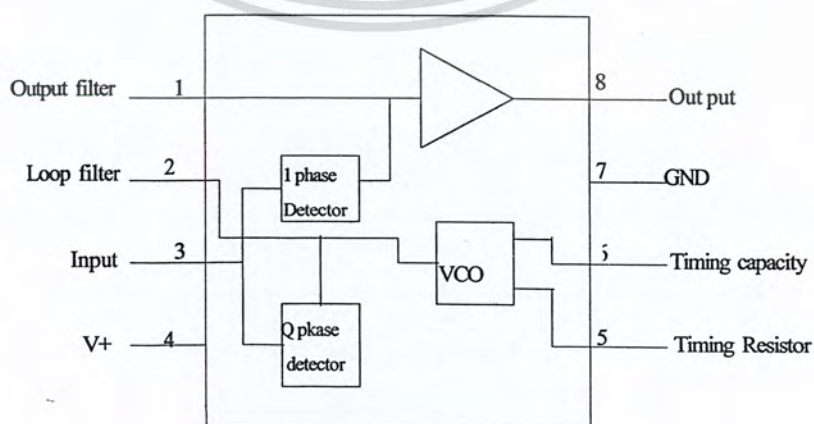 Output filter 1
8 Out put
Loop filter 2
7 GND
1 phase
Detector
Input 3
VCO
6 Timing capacity
Q pkase
detector
V+ 4
5 Timing Resistor